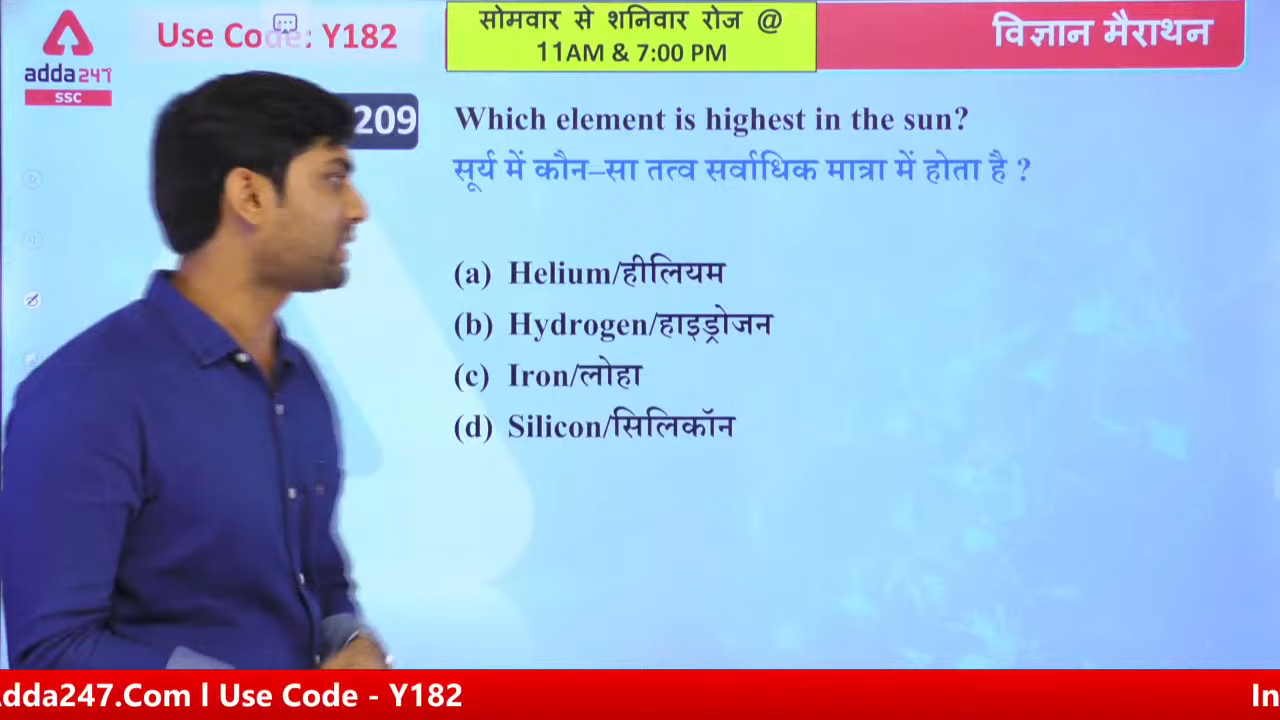 adda247
SSC
Use Code: Y182
सोमवार से शनिवार रोज @
11AM & 7:00 PM
विज्ञान मैराथन
209
Which element is highest in the sun?
सूर्य में कौन–सा तत्व सर्वाधिक मात्रा में होता है ?
(a) Helium/हीलियम
(b) Hydrogen/हाइड्रोजन
(c) Iron/लोहा
(d) Silicon/सिलिकॉन
dda247.Com l Use Code - Y182
In